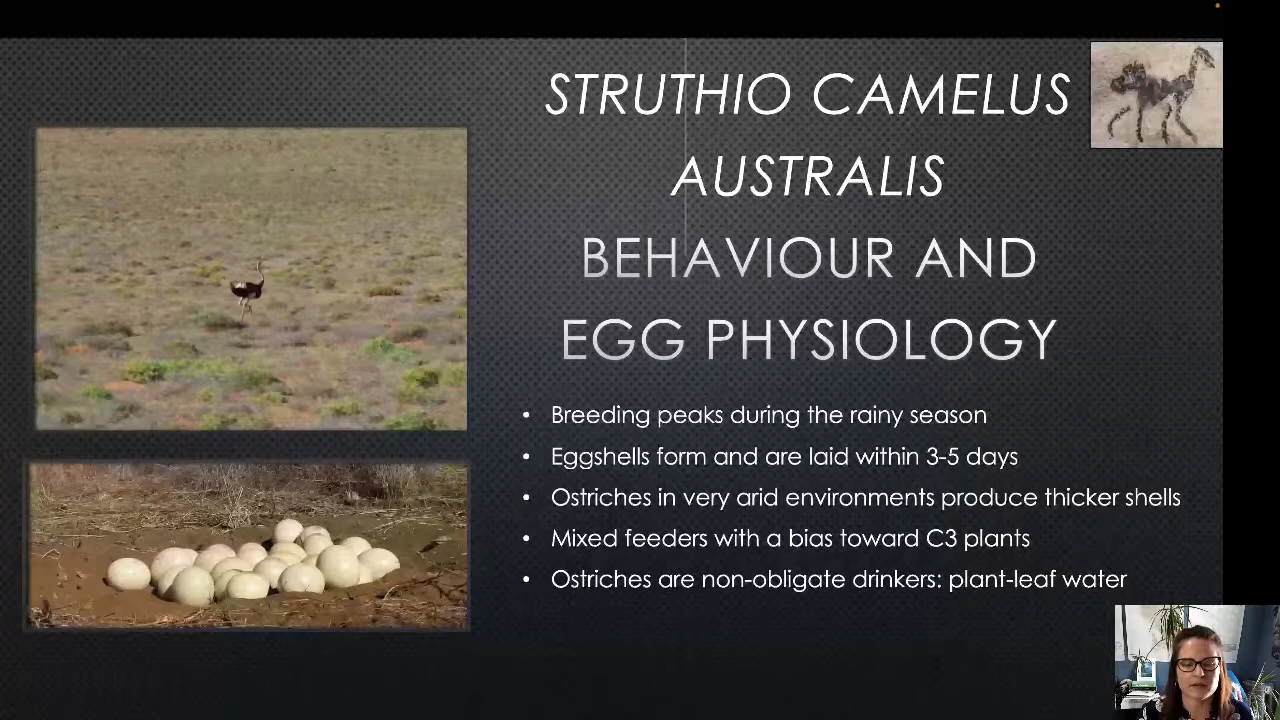 STRUTHIO CAMELUS
AUSTRALIS
BEHAVIOUR AND
EGG PHYSIOLOGY
• Breeding peaks during the rainy season
• Eggshells form and are laid within 3-5 days
• Ostriches in very arid environments produce thicker shells
• Mixed feeders with a bias toward C3 plants
• Ostriches are non-obligate drinkers: plant-leaf water